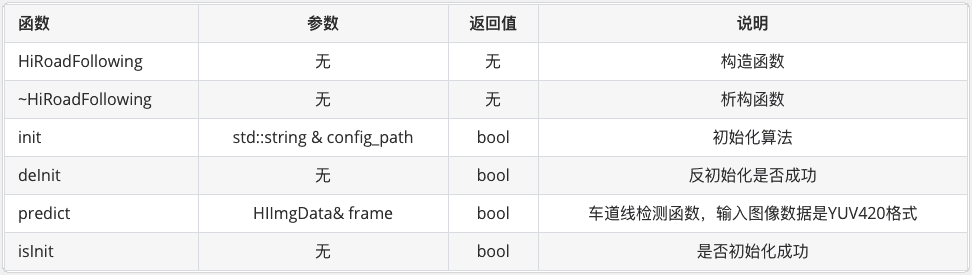 函数 参数 返回值 说明
HiRoadFollowing 无 无 构造函数
~HiRoadFollowing 无 无 析构函数
init std::string & config_path bool 初始化算法
deInit 无 bool 反初始化是否成功
predict HIImgData& frame bool 车道线检测函数，输入图像数据是YUV420格式
isInit 无 bool 是否初始化成功